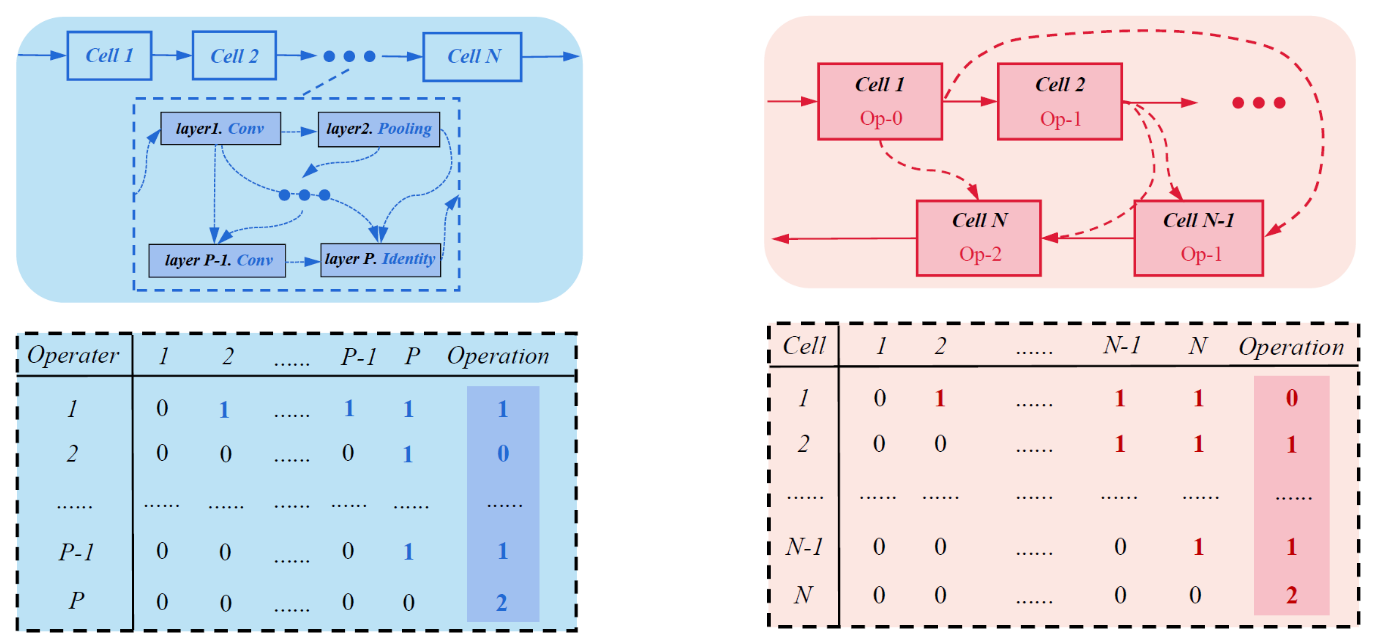 Cell 1 Cell 2 Cell N
layer1. Conv layer2. Pooling
layer P-1. Conv layer P. Identity
Operater 1 2 ...... P-1 P Operation
1 0 1 ...... 1 1 1
2 0 0 ...... 0 1 0
...... ...... ...... ...... ...... ...... ......
P-1 0 0 ...... 0 1 1
P 0 0 ...... 0 0 2
Cell 1 Cell 2
Op-0 Op-1
Cell N Cell N-1
Op-2 Op-1
Cell 1 2 ...... N-1 N Operation
1 0 1 ...... 1 1 0
2 0 0 ...... 1 1 1
...... ...... ...... ...... ...... ...... ......
N-1 0 0 ...... 0 1 1
N 0 0 ...... 0 0 2